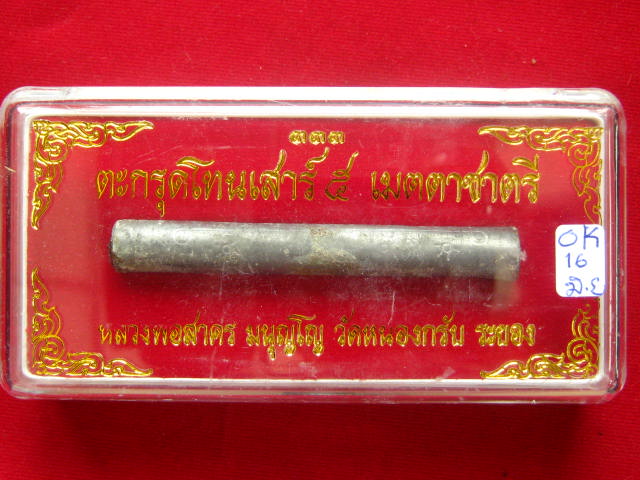 ๓๓๓
ตะกรุดโทนเสาร์ ๕ เมตตาชาตรี
OK
16
มิ.ย
หลวงพ่อสาคร มนุญฺโญ วัดหนองกรับ ระยอง